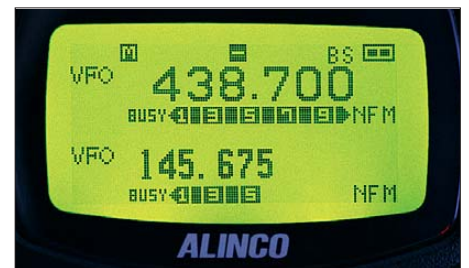 M BS
VFO 438.700
BUSY 1 3 5 7 9 NFM
VFO 145.675
BUSY 1 3 5 NFM
ALINCO